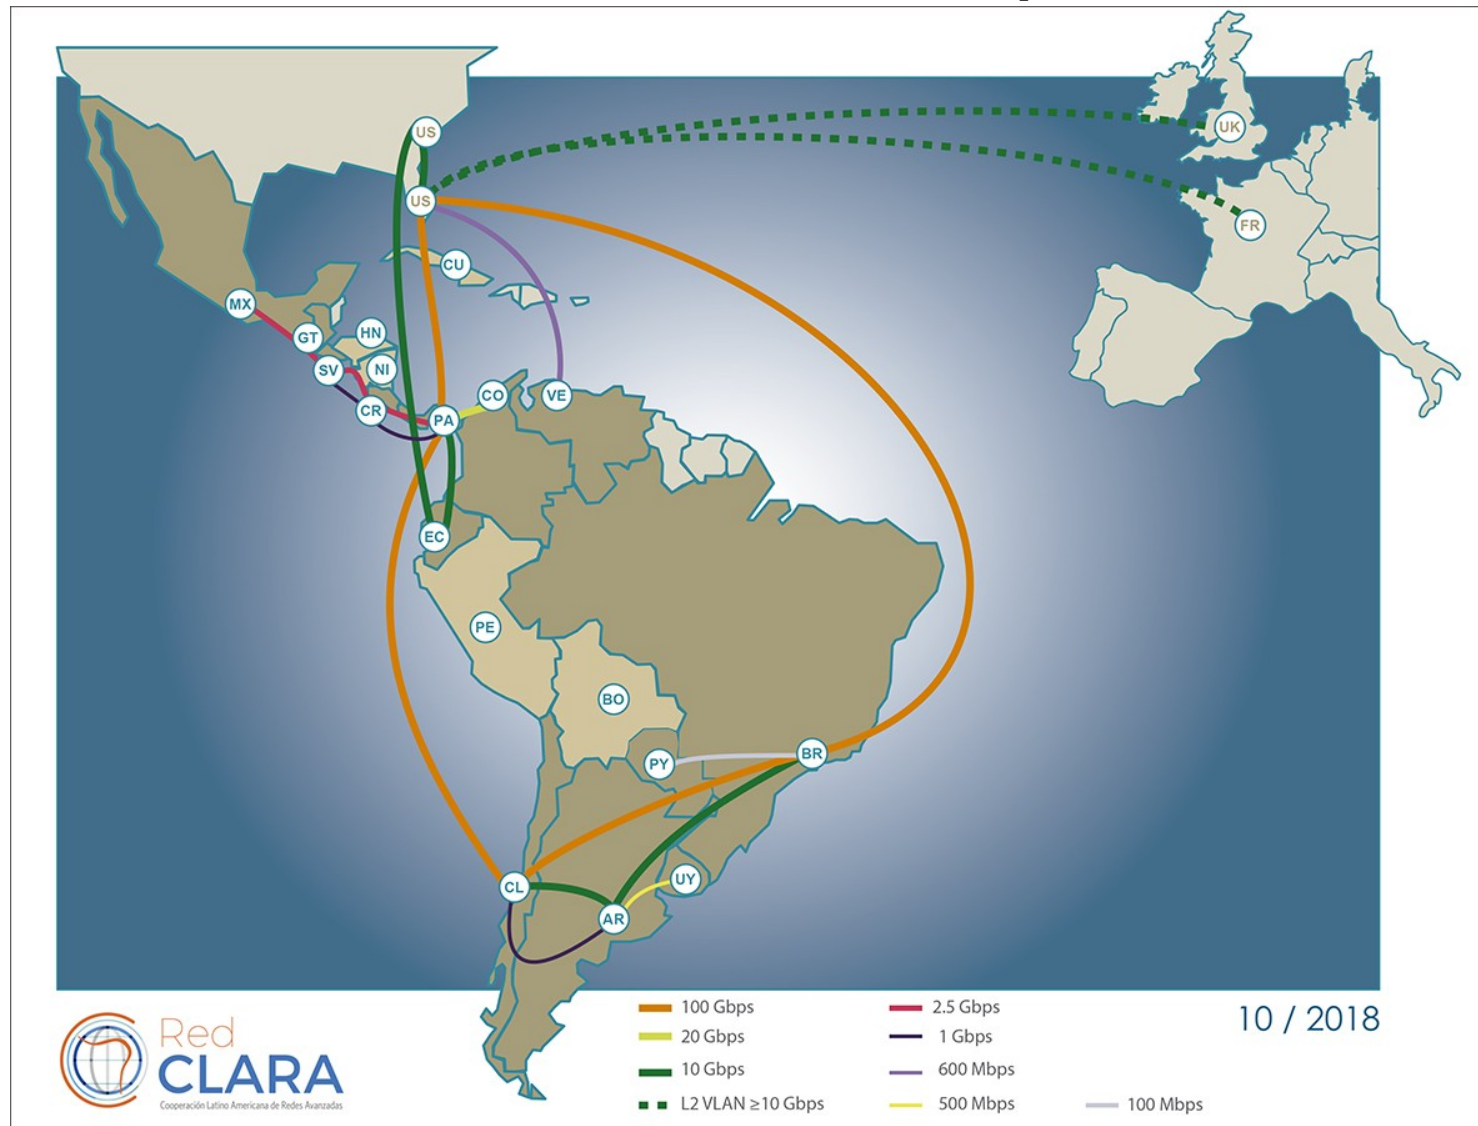 US
UK
US
FR
CU
MX
HN
GT
SV
NI
CO
VE
CR
PA
EC
PE
BO
BR
PY
UY
CL
AR
100 Gbps
2.5 Gbps
10 / 2018
20 Gbps
1 Gbps
10 Gbps
600 Mbps
L2 VLAN ≥10 Gbps
500 Mbps
100 Mbps
Red
CLARA
Cooperación Latino Americana de Redes Avanzadas